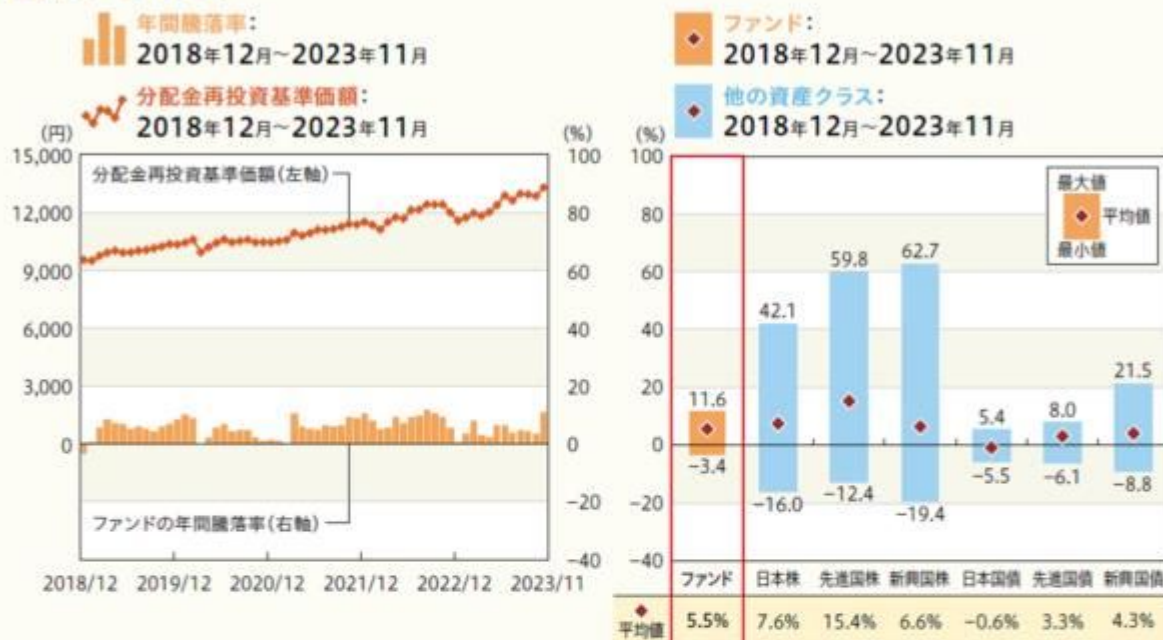 年間騰落率：
2018年12月～2023年11月
分配金再投資基準価額：
2018年12月～2023年11月
(円)
(%)
15,000
12,000
9,000
6,000
3,000
0
100
80
60
40
20
0
-20
-40
分配金再投資基準価額(左軸)
ファンドの年間騰落率(右軸)
2018/12 2019/12 2020/12 2021/12 2022/12 2023/11
ファンド：
2018年12月～2023年11月
他の資産クラス：
2018年12月～2023年11月
(%)
100
80
60
40
20
0
-20
-40
最大値
平均値
最小値
11.6
-3.4
42.1
-16.0
59.8
-12.4
62.7
-19.4
5.4
-5.5
8.0
-6.1
21.5
-8.8
ファンド 日本株 先進国株 新興国株 日本国債 先進国債 新興国債
平均値 5.5% 7.6% 15.4% 6.6% -0.6% 3.3% 4.3%